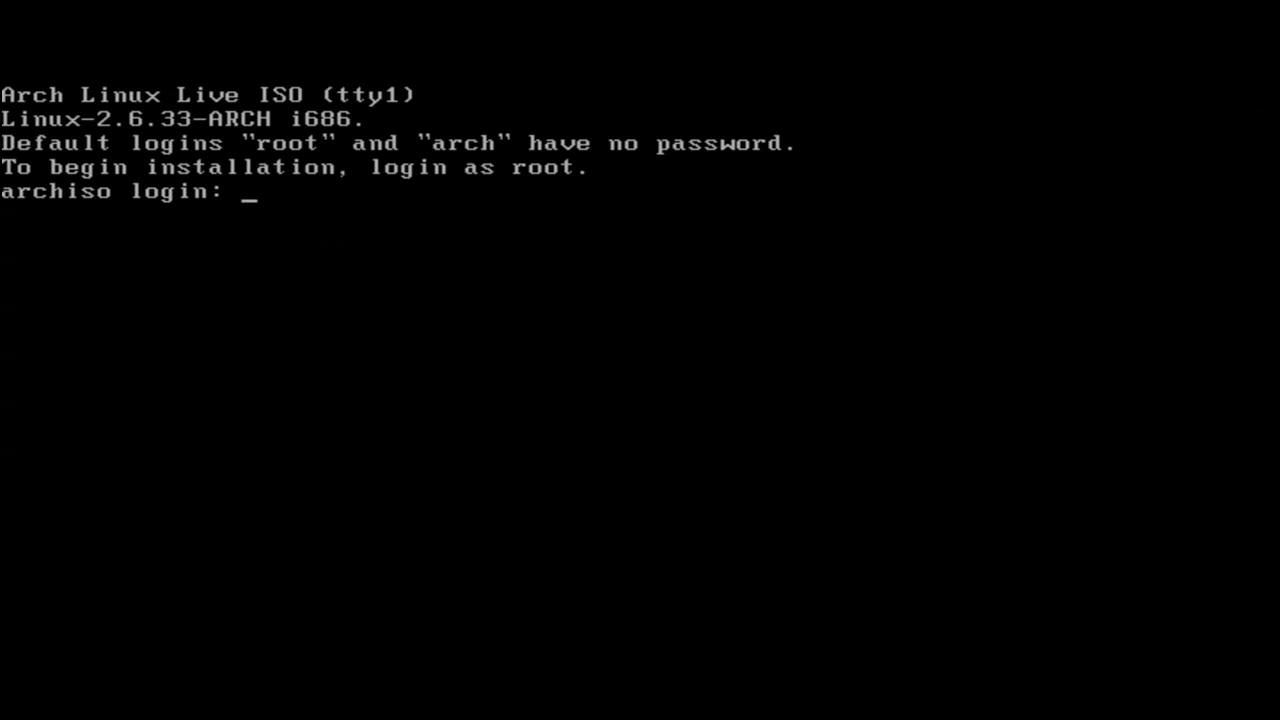 Arch Linux Live ISO (tty1)
Linux-2.6.33-ARCH i686.
Default logins "root" and "arch" have no password.
To begin installation, login as root.
archiso login: _